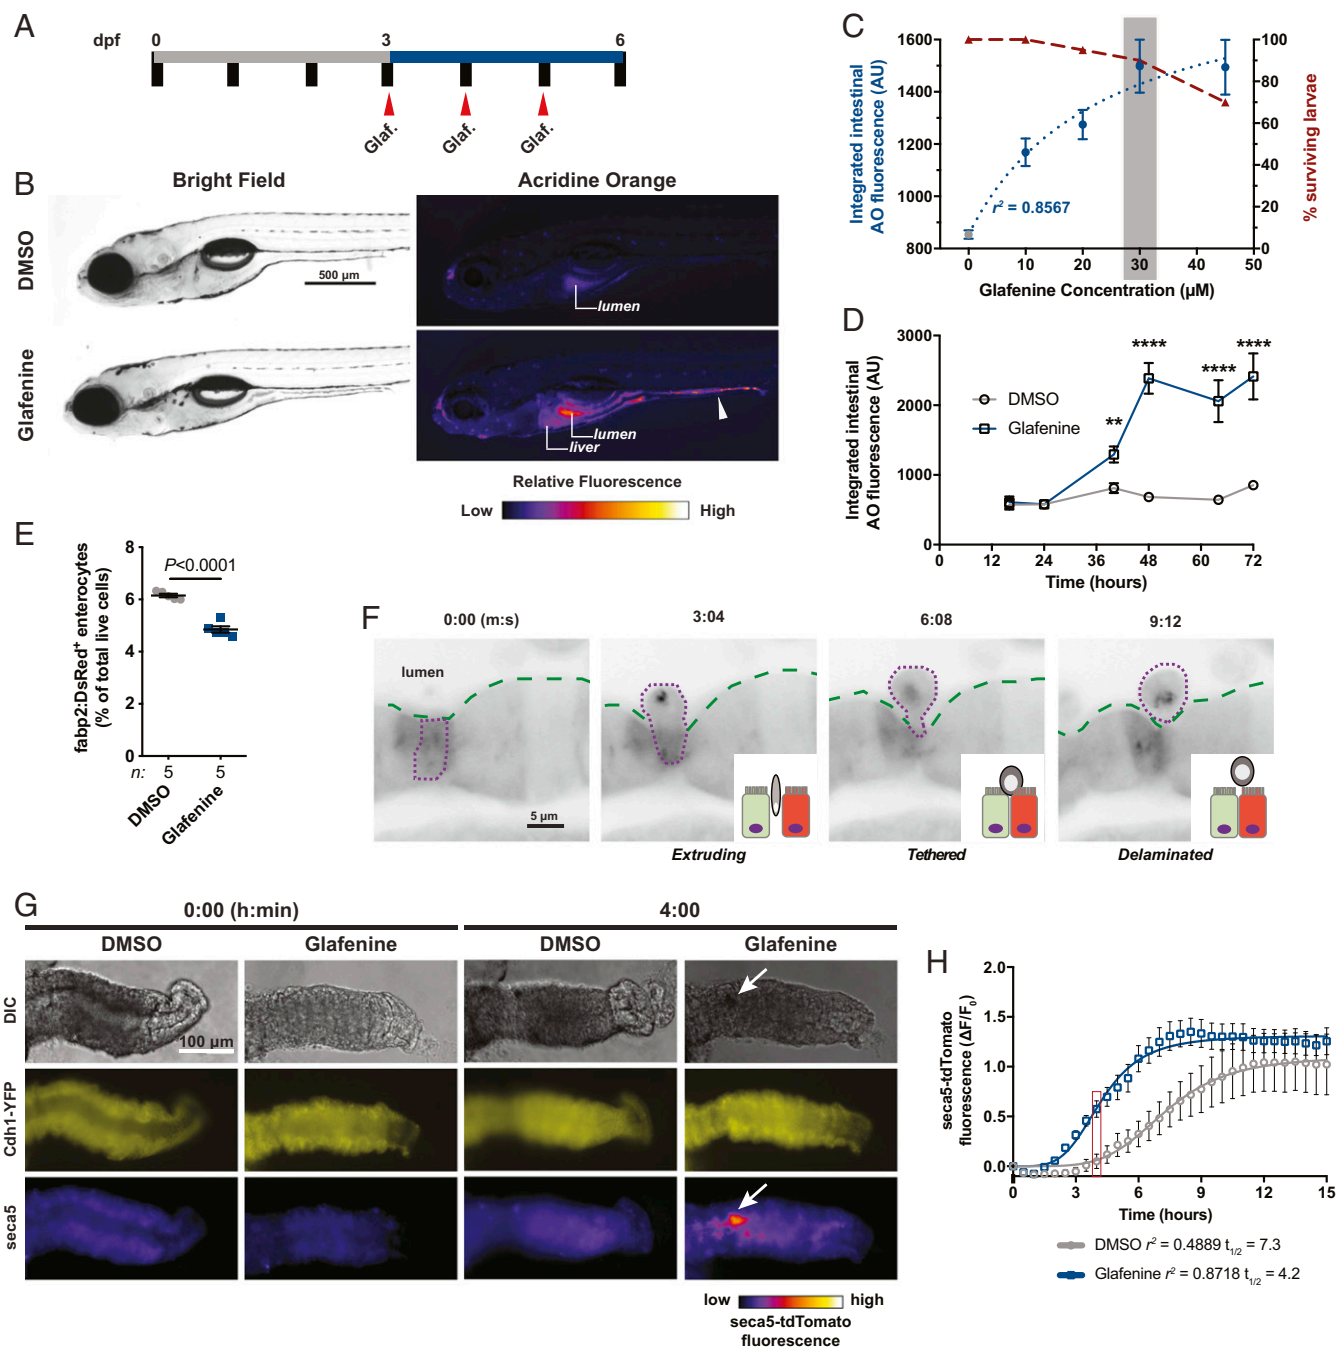 A
dpf
0
3
6
Glaf.
Glaf.
Glaf.
B
Bright Field
Acridine Orange
DMSO
500 µm
lumen
Glafenine
lumen
liver
Relative Fluorescence
Low
High
C
Integrated intestinal
AO fluorescence (AU)
1600
1400
1200
1000
800
r² = 0.8567
100
80
60
40
20
0
% surviving larvae
0
10
20
30
40
50
Glafenine Concentration (µM)
D
Integrated intestinal
AO fluorescence (AU)
3000
2000
1000
0
DMSO
Glafenine
**
****
****
****
0
12
24
36
48
60
72
Time (hours)
E
fabp2:DsRed⁺ enterocytes
(% of total live cells)
8
6
4
2
0
P<0.0001
n:
5
5
DMSO
Glafenine
F
0:00 (m:s)
3:04
6:08
9:12
lumen
5 µm
Extruding
Tethered
Delaminated
G
0:00 (h:min)
4:00
DMSO
Glafenine
DMSO
Glafenine
DIC
100 µm
Cdh1-YFP
seca5
low
high
seca5-tdTomato
fluorescence
H
seca5-tdTomato
fluorescence (ΔF/F₀)
2.0
1.5
1.0
0.5
0.0
0
3
6
9
12
15
Time (hours)
DMSO r² = 0.4889 t₁/₂ = 7.3
Glafenine r² = 0.8718 t₁/₂ = 4.2